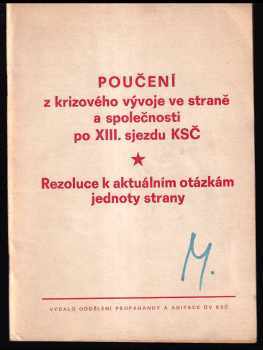 POUČENÍ
z krizového vývoje ve straně
a společnosti
po XIII. sjezdu KSČ
Rezoluce k aktuálním otázkám
jednoty strany
M.
VYDALO ODDĚLENÍ PROPAGANDY A AGITACE ÚV KSČ